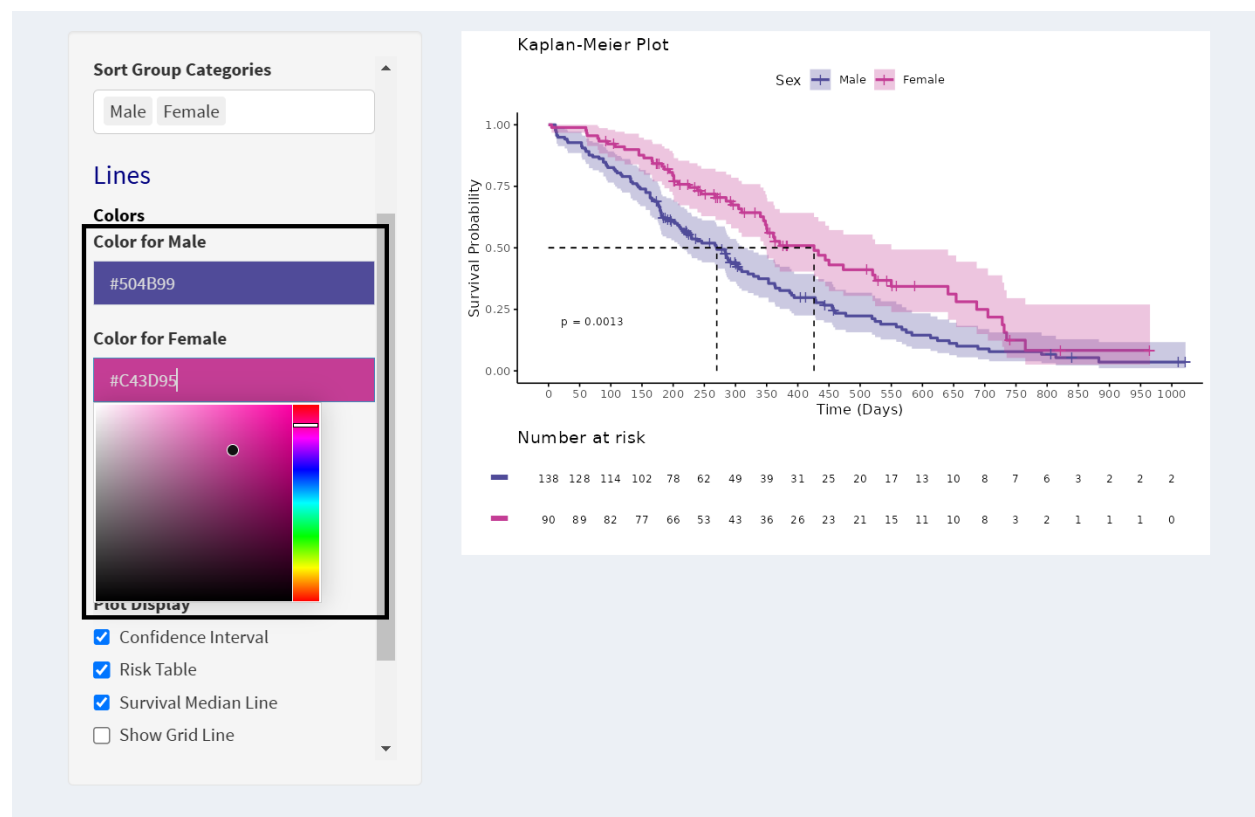 Sort Group Categories
Male Female
Lines
Colors
Color for Male
#504B99
Color for Female
#C43D95
Plot Display
Confidence Interval
Risk Table
Survival Median Line
Show Grid Line
Kaplan-Meier Plot
Sex Male Female
Survival Probability
1.00
0.75
0.50
0.25
0.00
p = 0.0013
0 50 100 150 200 250 300 350 400 450 500 550 600 650 700 750 800 850 900 950 1000
Time (Days)
Number at risk
138 128 114 102 78 62 49 39 31 25 20 17 13 10 8 7 6 3 2 2 2
90 89 82 77 66 53 43 36 26 23 21 15 11 10 8 3 2 1 1 1 0